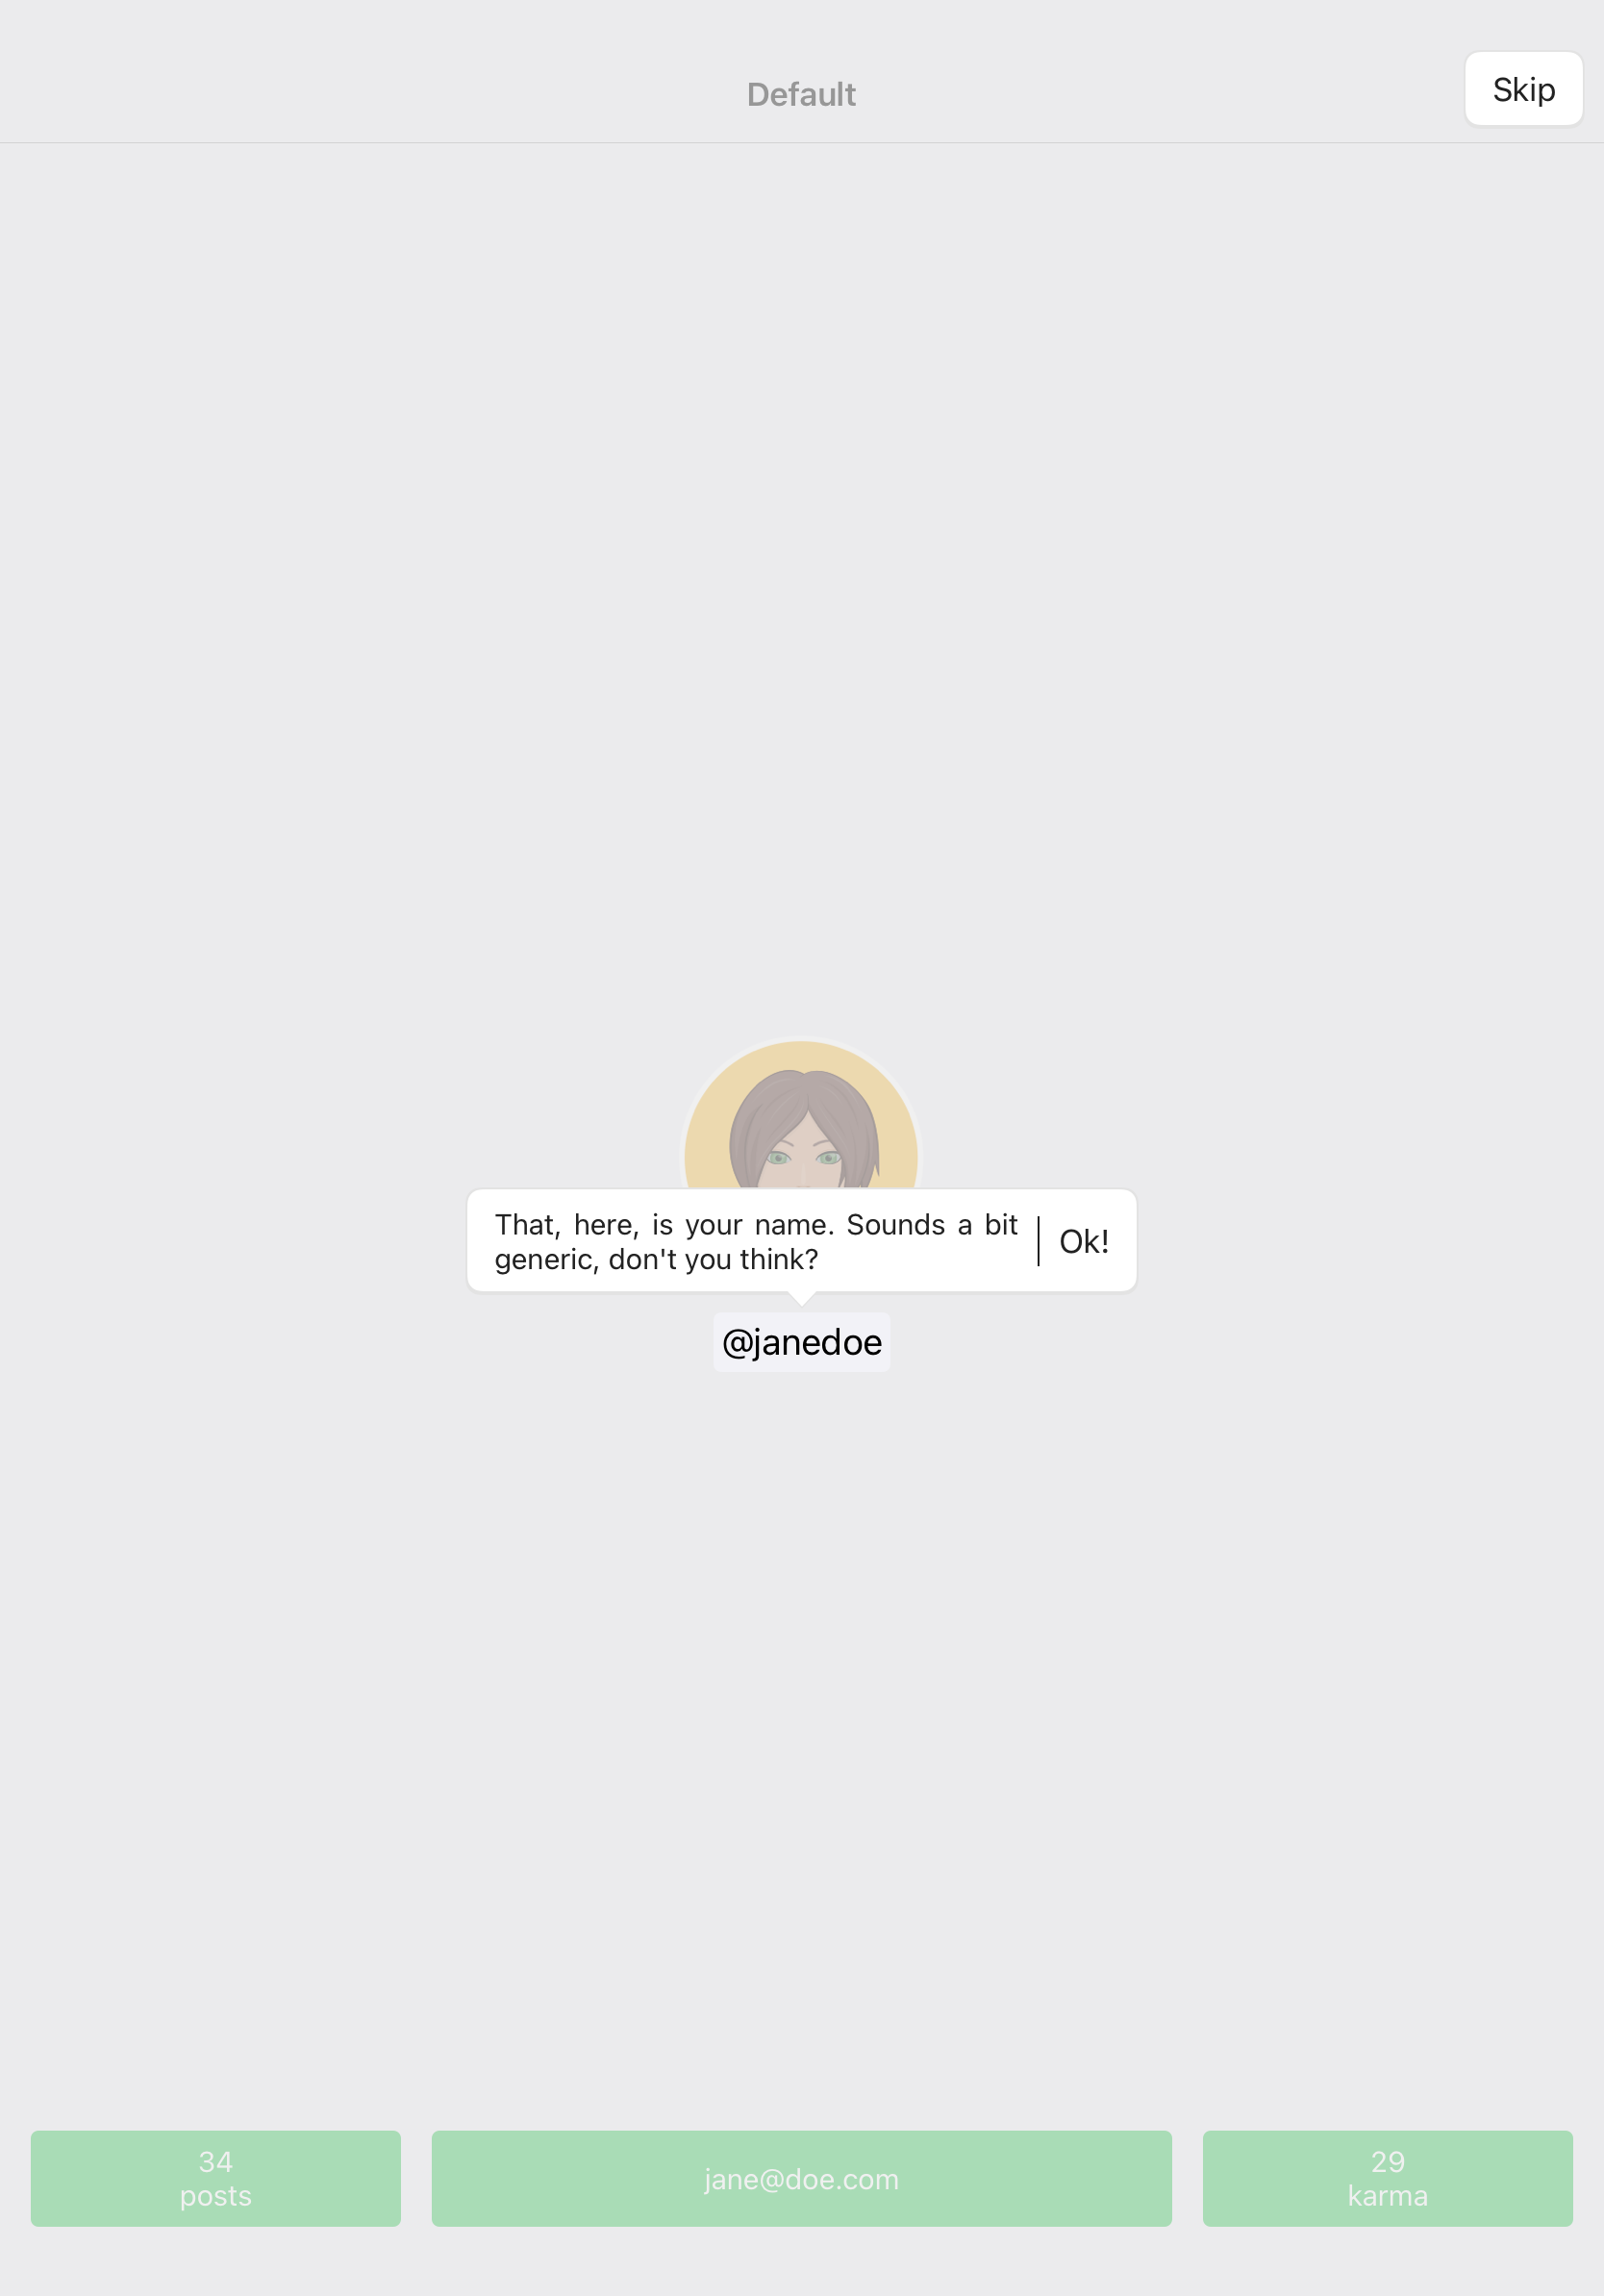 Default
Skip
That, here, is your name. Sounds a bit
generic, don't you think?
Ok!
@janedoe
34
posts
jane@doe.com
29
karma